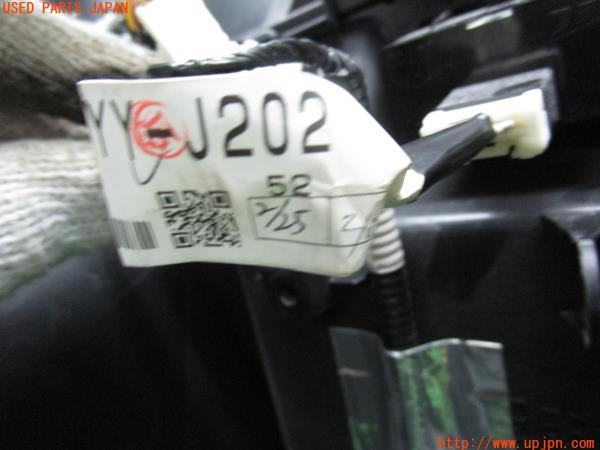 USED PARTS JAPAN
YY-J202
52
2/25
http://www.upjpn.com/